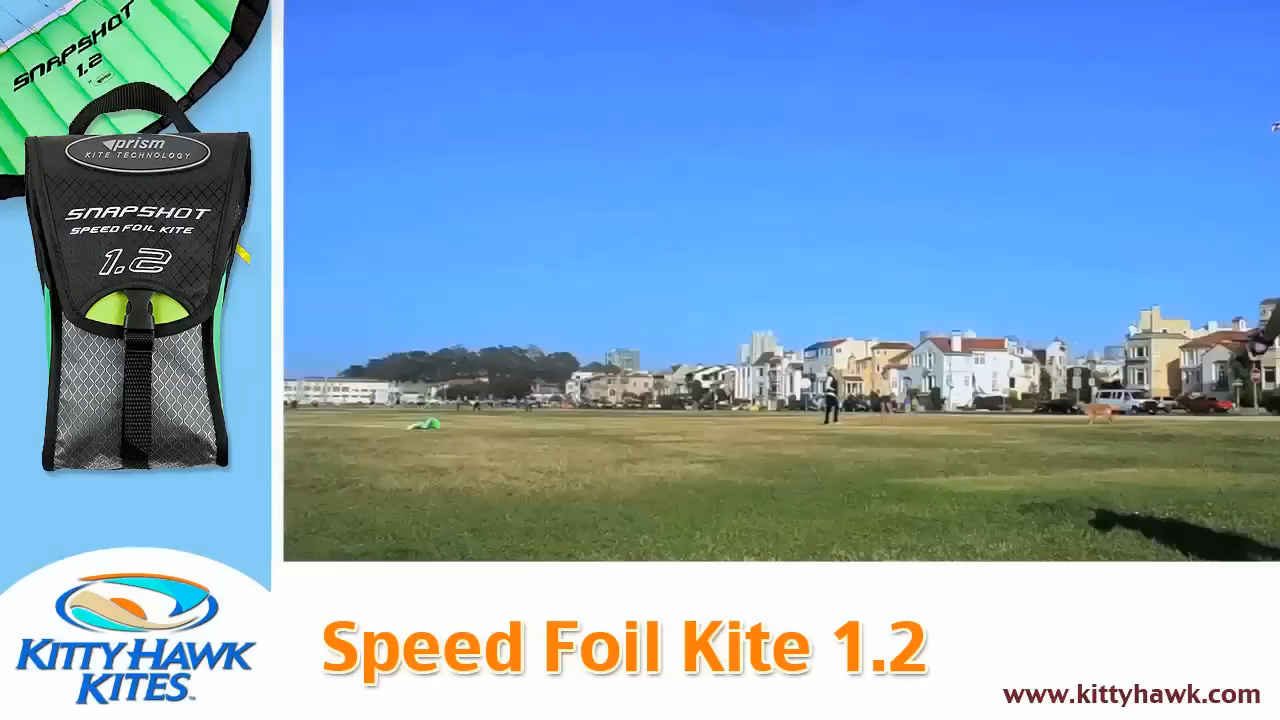 SNAPSHOT
1.2
prism
KITE TECHNOLOGY
SNAPSHOT
SPEED FOIL KITE
1.2
KITTY HAWK
KITES
Speed Foil Kite 1.2
www.kittyhawk.com